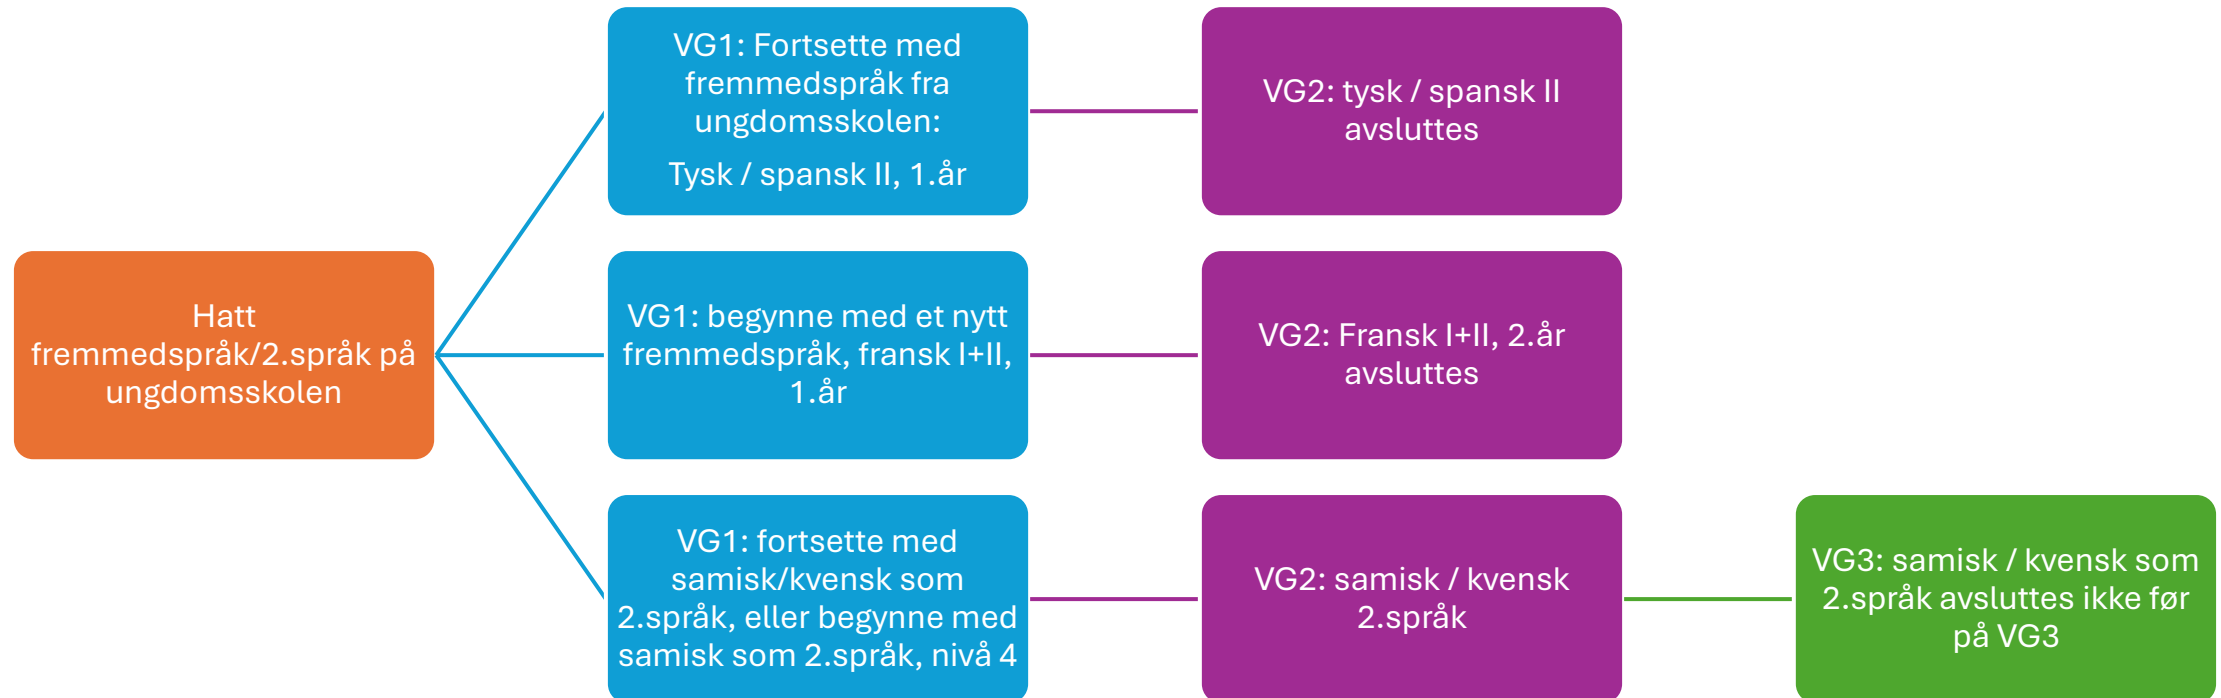 Hatt
fremmedspråk/2.språk på
ungdomsskolen
VG1: Fortsette med
fremmedspråk fra
ungdomsskolen:
Tysk / spansk II, 1.år
VG2: tysk / spansk II
avsluttes
VG1: begynne med et nytt
fremmedspråk, fransk I+II,
1.år
VG2: Fransk I+II, 2.år
avsluttes
VG1: fortsette med
samisk/kvensk som
2.språk, eller begynne med
samisk som 2.språk, nivå 4
VG2: samisk / kvensk
2.språk
VG3: samisk / kvensk som
2.språk avsluttes ikke før
på VG3